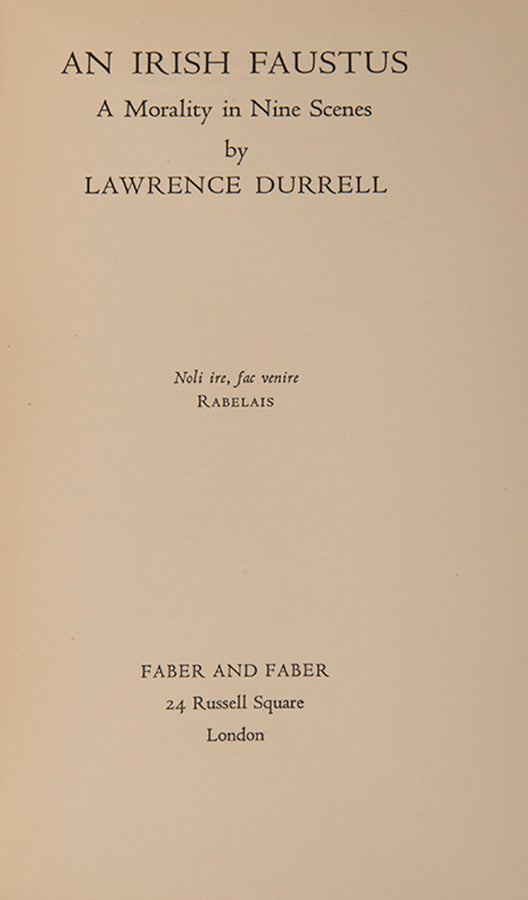 AN IRISH FAUSTUS
A Morality in Nine Scenes
by
LAWRENCE DURRELL
Noli ire, fac venire
RABELAIS
FABER AND FABER
24 Russell Square
London